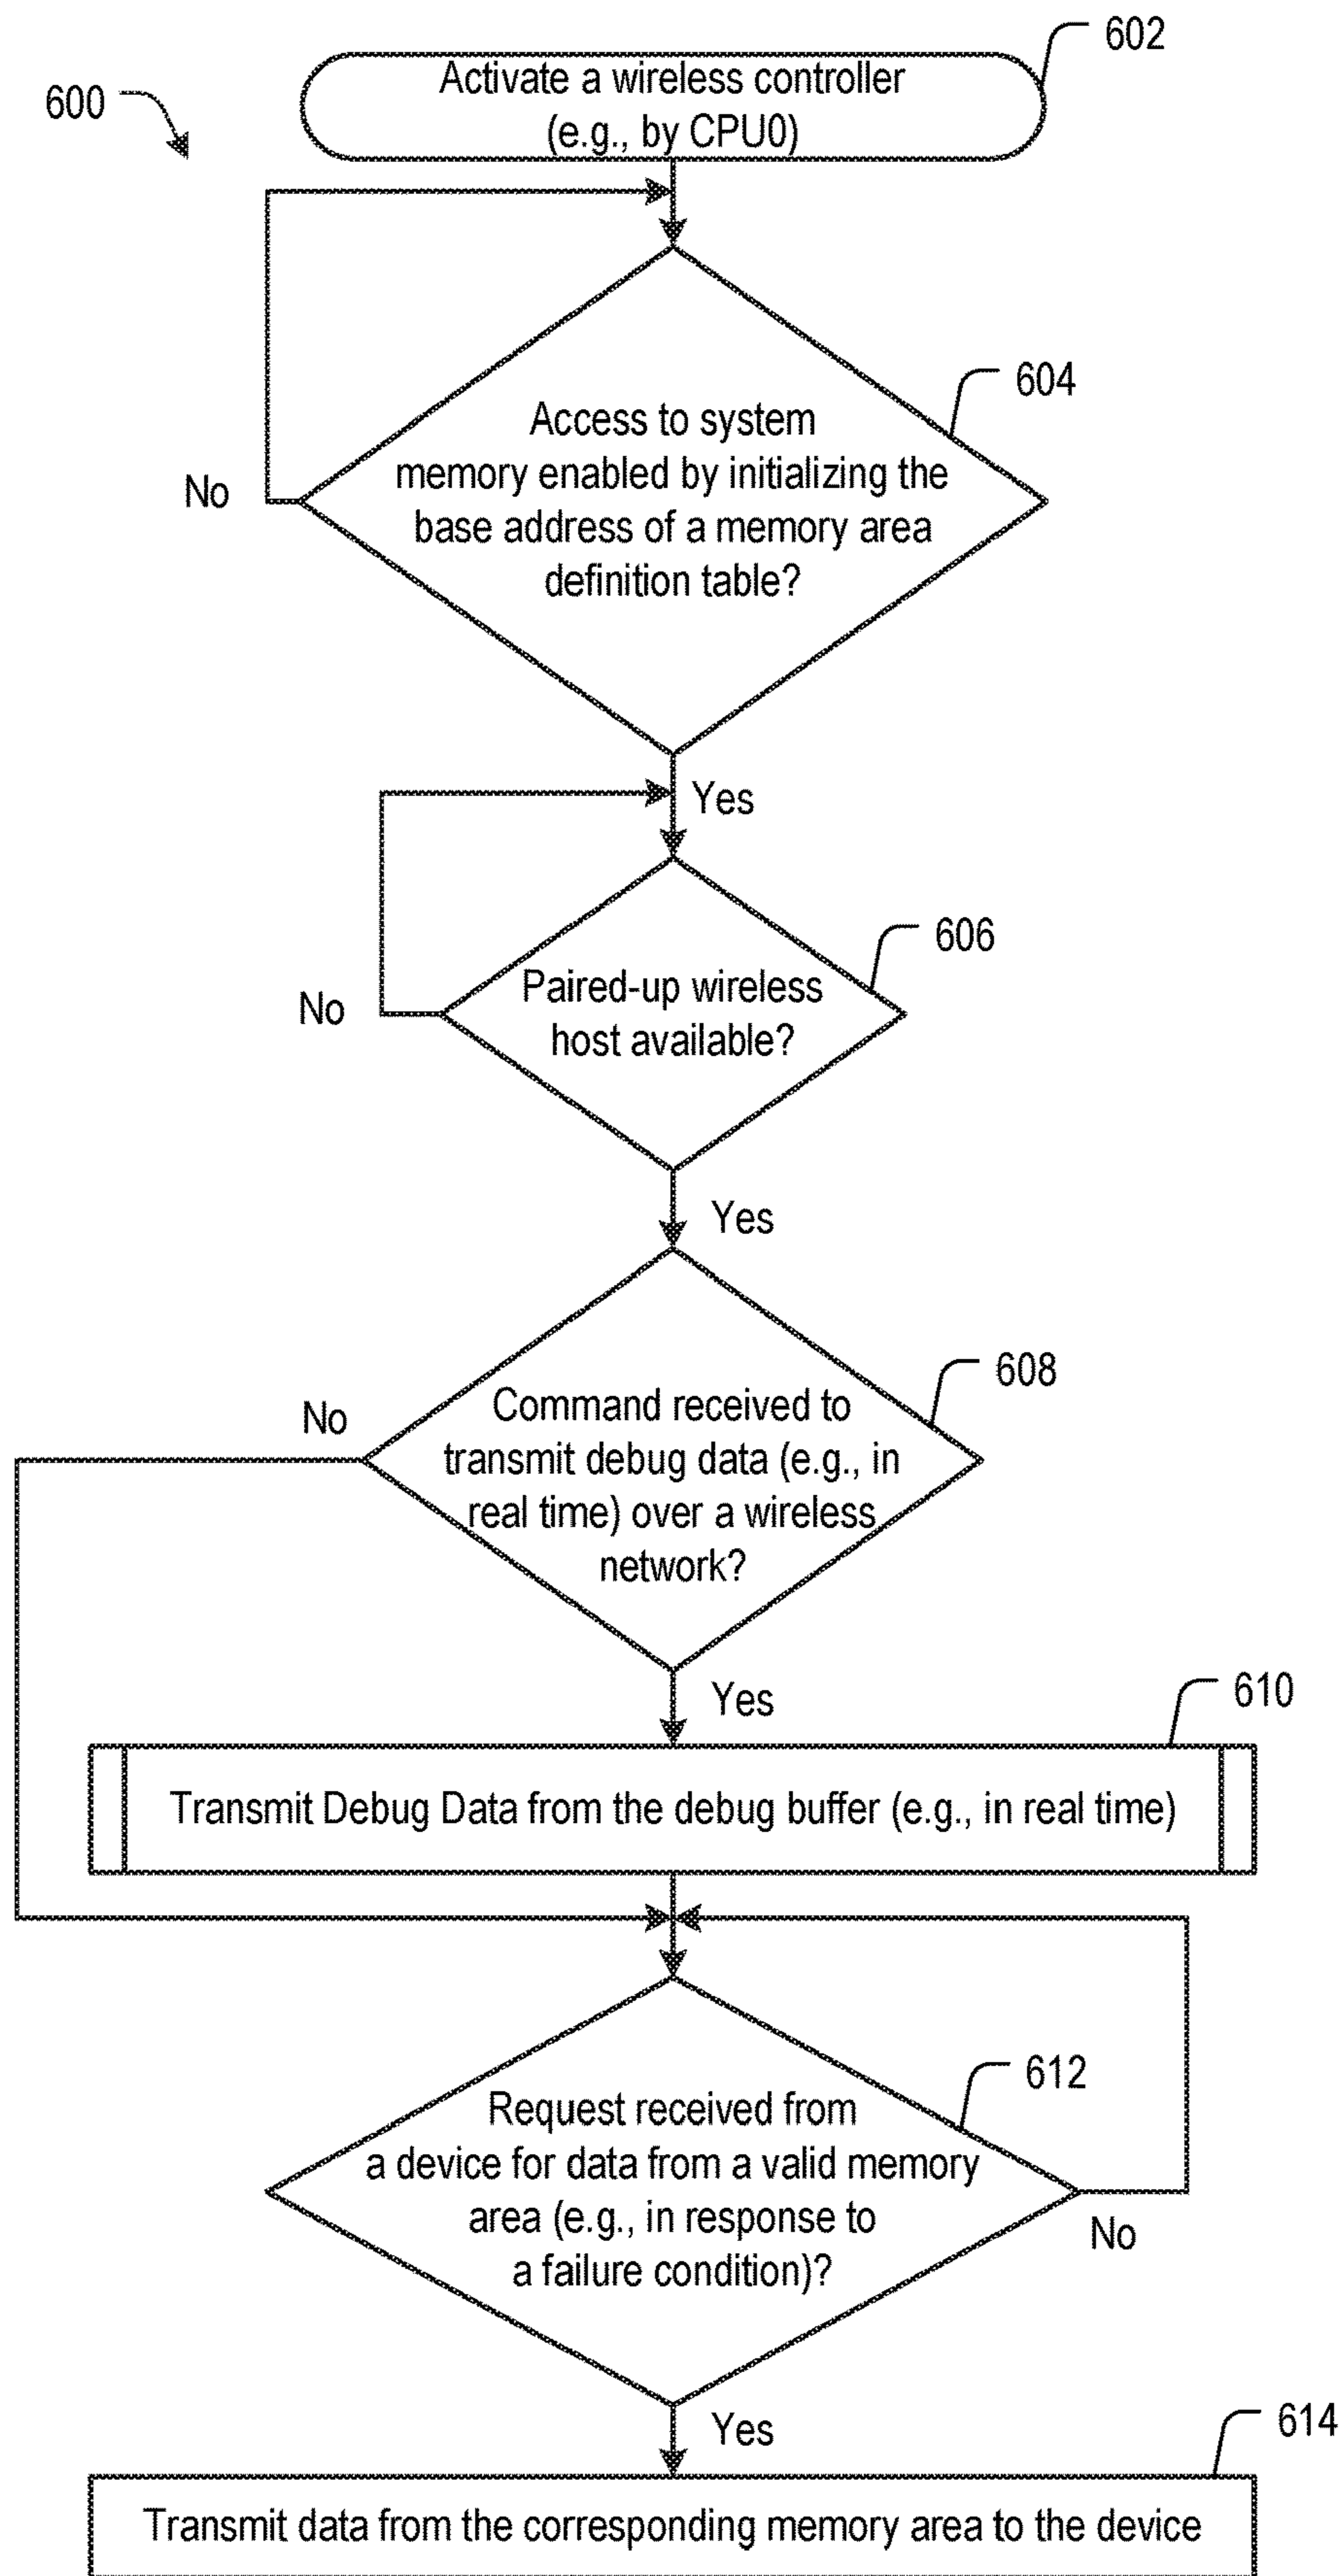 602
600
Activate a wireless controller
(e.g., by CPU0)
604
Access to system
memory enabled by initializing the
base address of a memory area
definition table?
No
Yes
606
Paired-up wireless
host available?
No
Yes
608
Command received to
transmit debug data (e.g., in
real time) over a wireless
network?
No
Yes
610
Transmit Debug Data from the debug buffer (e.g., in real time)
612
Request received from
a device for data from a valid memory
area (e.g., in response to
a failure condition)?
No
Yes
614
Transmit data from the corresponding memory area to the device